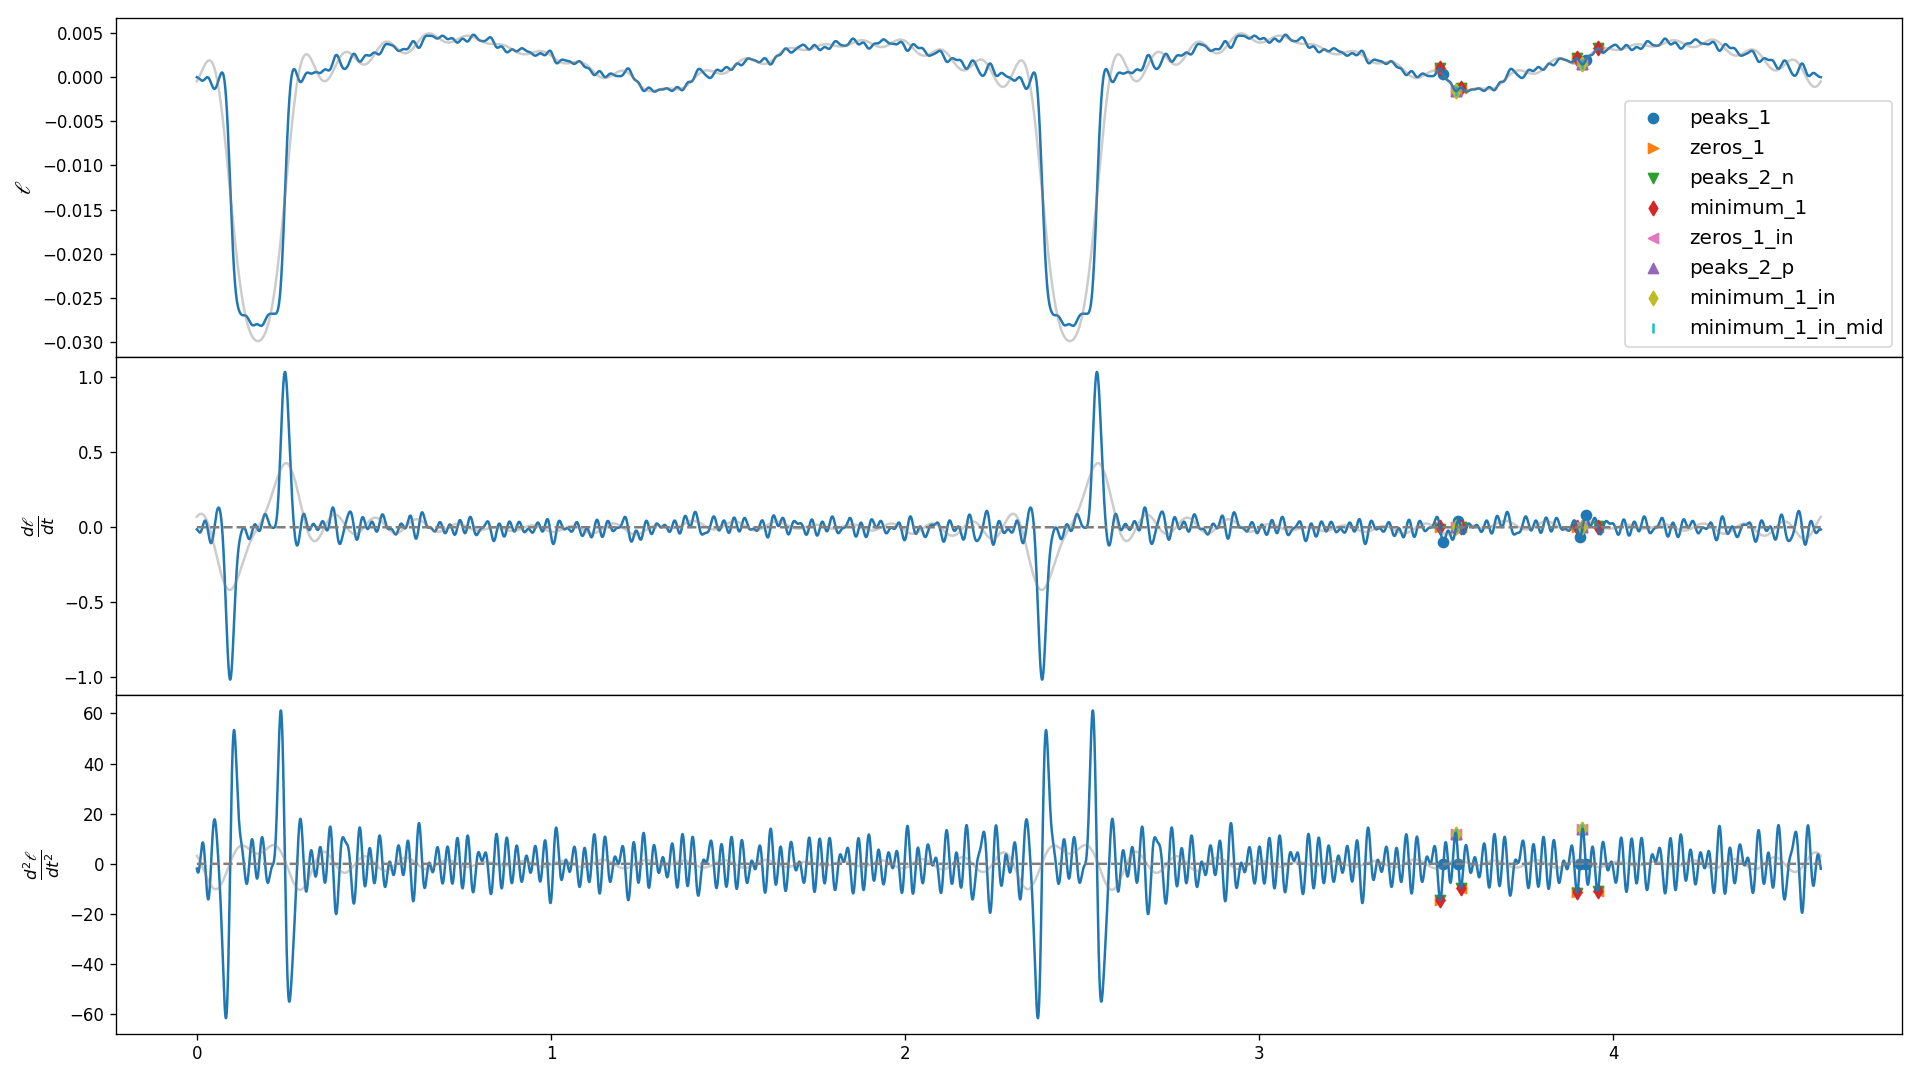 0.005
0.000
−0.005
−0.010
−0.015
−0.020
−0.025
−0.030
ℓ
peaks_1
zeros_1
peaks_2_n
minimum_1
zeros_1_in
peaks_2_p
minimum_1_in
minimum_1_in_mid
1.0
0.5
0.0
−0.5
−1.0
dℓ
dt
60
40
20
0
−20
−40
−60
d²ℓ
dt²
0 1 2 3 4